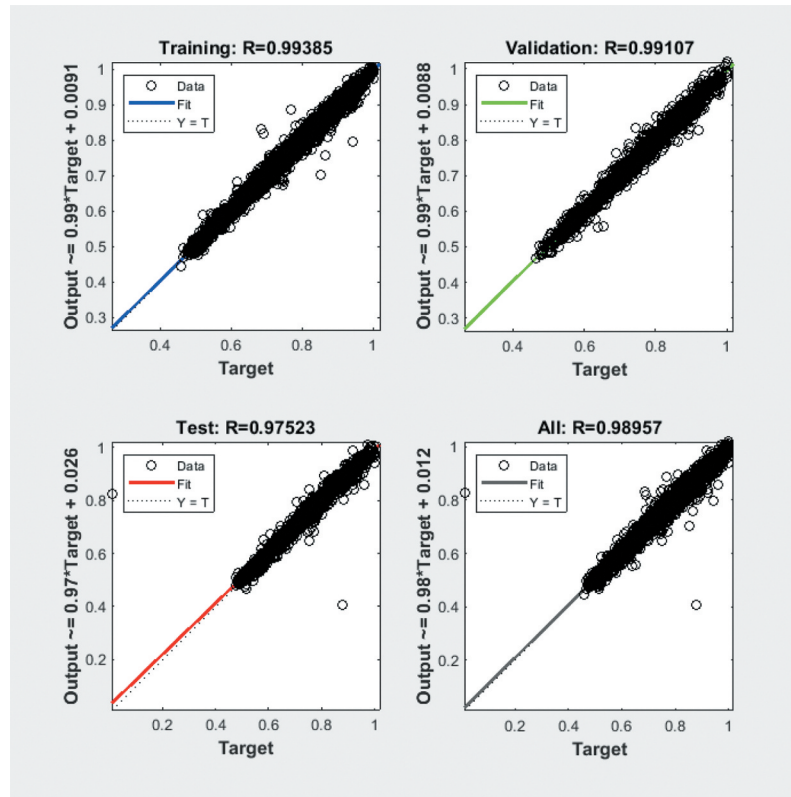 Training: R=0.99385
Output ~= 0.99*Target + 0.0091
1
0.9
0.8
0.7
0.6
0.5
0.4
0.3
Data
Fit
Y = T
0.4
0.6
0.8
1
Target
Validation: R=0.99107
Output ~= 0.99*Target + 0.0088
1
0.9
0.8
0.7
0.6
0.5
0.4
0.3
Data
Fit
Y = T
0.4
0.6
0.8
1
Target
Test: R=0.97523
Output ~= 0.97*Target + 0.026
1
0.8
0.6
0.4
0.2
Data
Fit
Y = T
0.2
0.4
0.6
0.8
1
Target
All: R=0.98957
Output ~= 0.98*Target + 0.012
1
0.8
0.6
0.4
0.2
Data
Fit
Y = T
0.2
0.4
0.6
0.8
1
Target